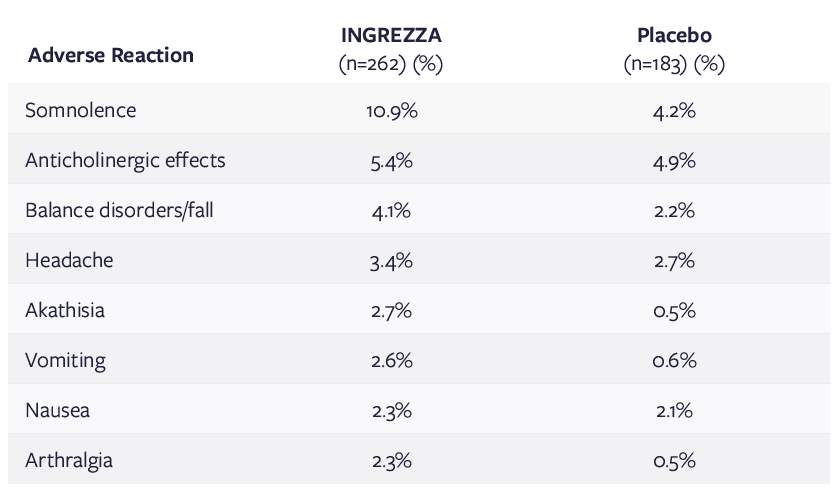 Adverse Reaction INGREZZA (n=262) (%) Placebo (n=183) (%)
Somnolence 10.9% 4.2%
Anticholinergic effects 5.4% 4.9%
Balance disorders/fall 4.1% 2.2%
Headache 3.4% 2.7%
Akathisia 2.7% 0.5%
Vomiting 2.6% 0.6%
Nausea 2.3% 2.1%
Arthralgia 2.3% 0.5%